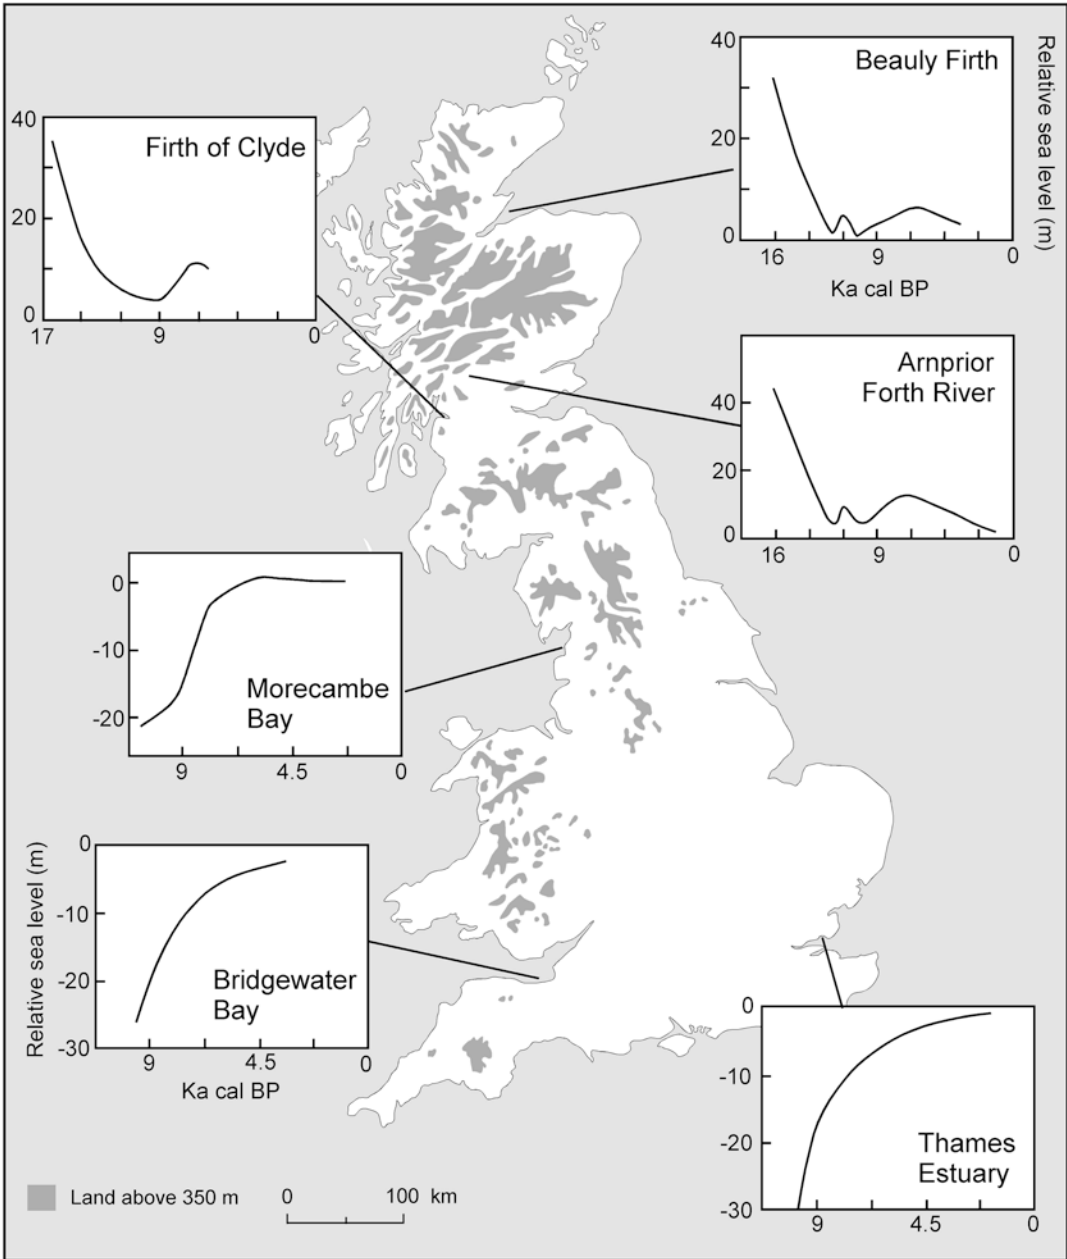 40
Beauly Firth
20
0
16
9
0
Ka cal BP
Relative sea level (m)
40
Firth of Clyde
20
0
17
9
0
Arnprior
Forth River
40
20
0
16
9
0
0
-10
-20
Morecambe
Bay
9
4.5
0
Relative sea level (m)
0
-10
-20
-30
Bridgewater
Bay
9
4.5
0
Ka cal BP
0
-10
-20
-30
Thames
Estuary
9
4.5
0
Land above 350 m
0
100 km